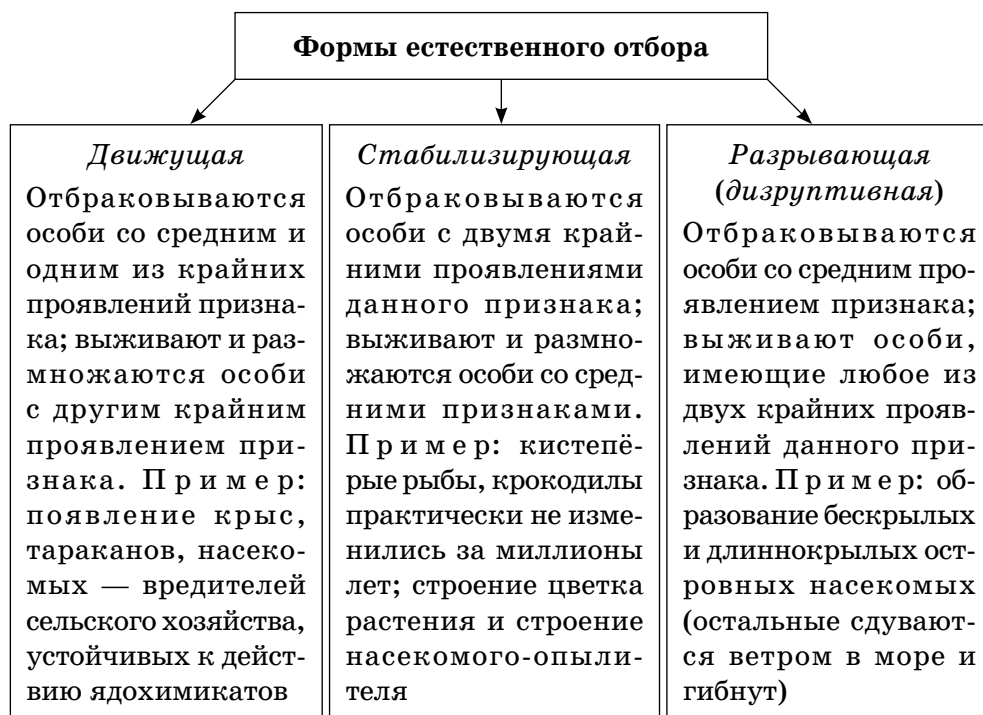 Формы естественного отбора
Движущая
Отбраковываются
особи со средним и
одним из крайних
проявлений призна-
ка; выживают и раз-
множаются особи
с другим крайним
проявлением при-
знака. Пример:
появление крыс,
тараканов, насеко-
мых — вредителей
сельского хозяйства,
устойчивых к дейст-
вию ядохимикатов
Стабилизирующая
Отбраковываются
особи с двумя край-
ними проявлениями
данного признака;
выживают и размно-
жаются особи со сред-
ними признаками.
Пример: кистепё-
рые рыбы, крокодилы
практически не изме-
нились за миллионы
лет; строение цветка
растения и строение
насекомого-опыли-
теля
Разрывающая
(дизруптивная)
Отбраковываются
особи со средним про-
явлением признака;
выживают особи,
имеющие любое из
двух крайних прояв-
лений данного при-
знака. Пример: об-
разование бескрылых
и длиннокрылых ост-
ровных насекомых
(остальные сдувают-
ся ветром в море и
гибнут)